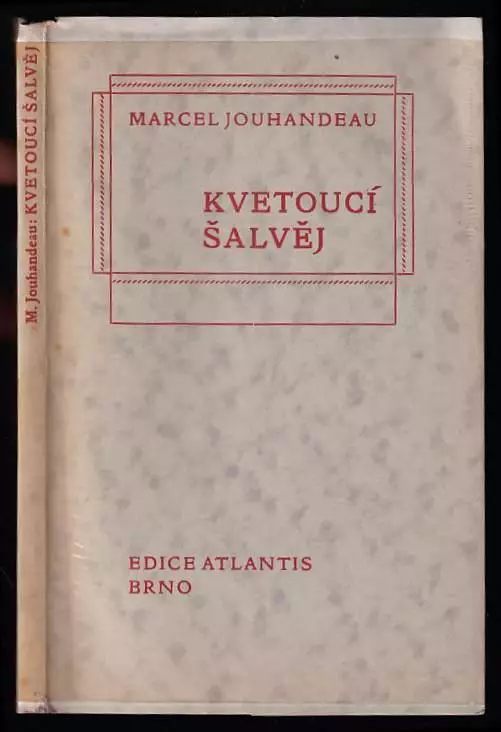 M. Jouhandeau: KVETOUCÍ ŠALVĚJ
MARCEL JOUHANDEAU
KVETOUCÍ
ŠALVĚJ
EDICE ATLANTIS
BRNO